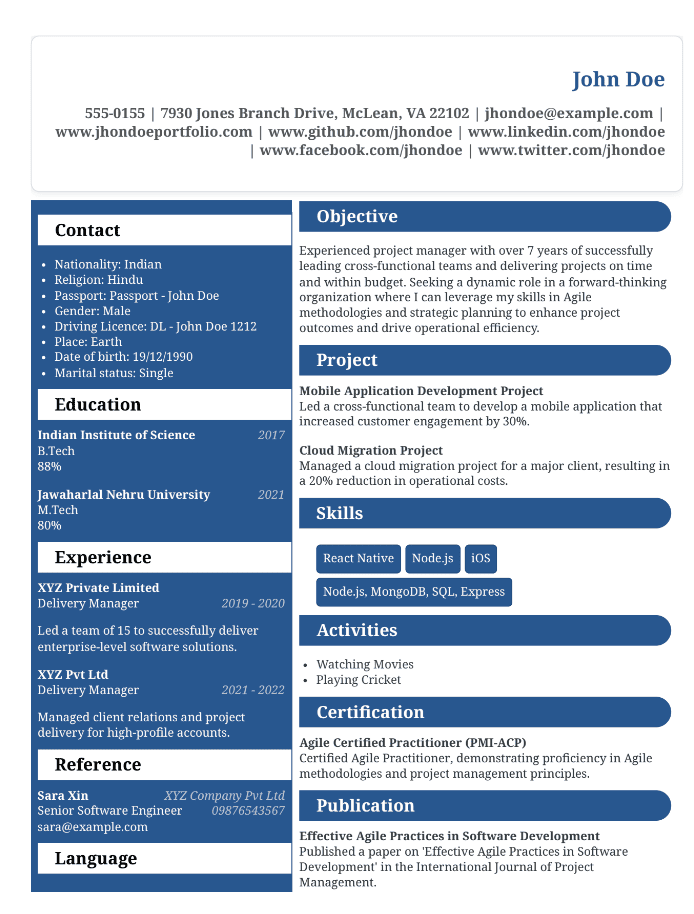 John Doe
555-0155 | 7930 Jones Branch Drive, McLean, VA 22102 | jhondoe@example.com |
www.jhondoeportfolio.com | www.github.com/jhondoe | www.linkedin.com/jhondoe
| www.facebook.com/jhondoe | www.twitter.com/jhondoe
Contact
• Nationality: Indian
• Religion: Hindu
• Passport: Passport - John Doe
• Gender: Male
• Driving Licence: DL - John Doe 1212
• Place: Earth
• Date of birth: 19/12/1990
• Marital status: Single
Education
Indian Institute of Science 2017
B.Tech
88%
Jawaharlal Nehru University 2021
M.Tech
80%
Experience
XYZ Private Limited
Delivery Manager 2019 - 2020
Led a team of 15 to successfully deliver
enterprise-level software solutions.
XYZ Pvt Ltd
Delivery Manager 2021 - 2022
Managed client relations and project
delivery for high-profile accounts.
Reference
Sara Xin XYZ Company Pvt Ltd
Senior Software Engineer 09876543567
sara@example.com
Language
Objective
Experienced project manager with over 7 years of successfully
leading cross-functional teams and delivering projects on time
and within budget. Seeking a dynamic role in a forward-thinking
organization where I can leverage my skills in Agile
methodologies and strategic planning to enhance project
outcomes and drive operational efficiency.
Project
Mobile Application Development Project
Led a cross-functional team to develop a mobile application that
increased customer engagement by 30%.
Cloud Migration Project
Managed a cloud migration project for a major client, resulting in
a 20% reduction in operational costs.
Skills
React Native Node.js iOS
Node.js, MongoDB, SQL, Express
Activities
• Watching Movies
• Playing Cricket
Certification
Agile Certified Practitioner (PMI-ACP)
Certified Agile Practitioner, demonstrating proficiency in Agile
methodologies and project management principles.
Publication
Effective Agile Practices in Software Development
Published a paper on 'Effective Agile Practices in Software
Development' in the International Journal of Project
Management.